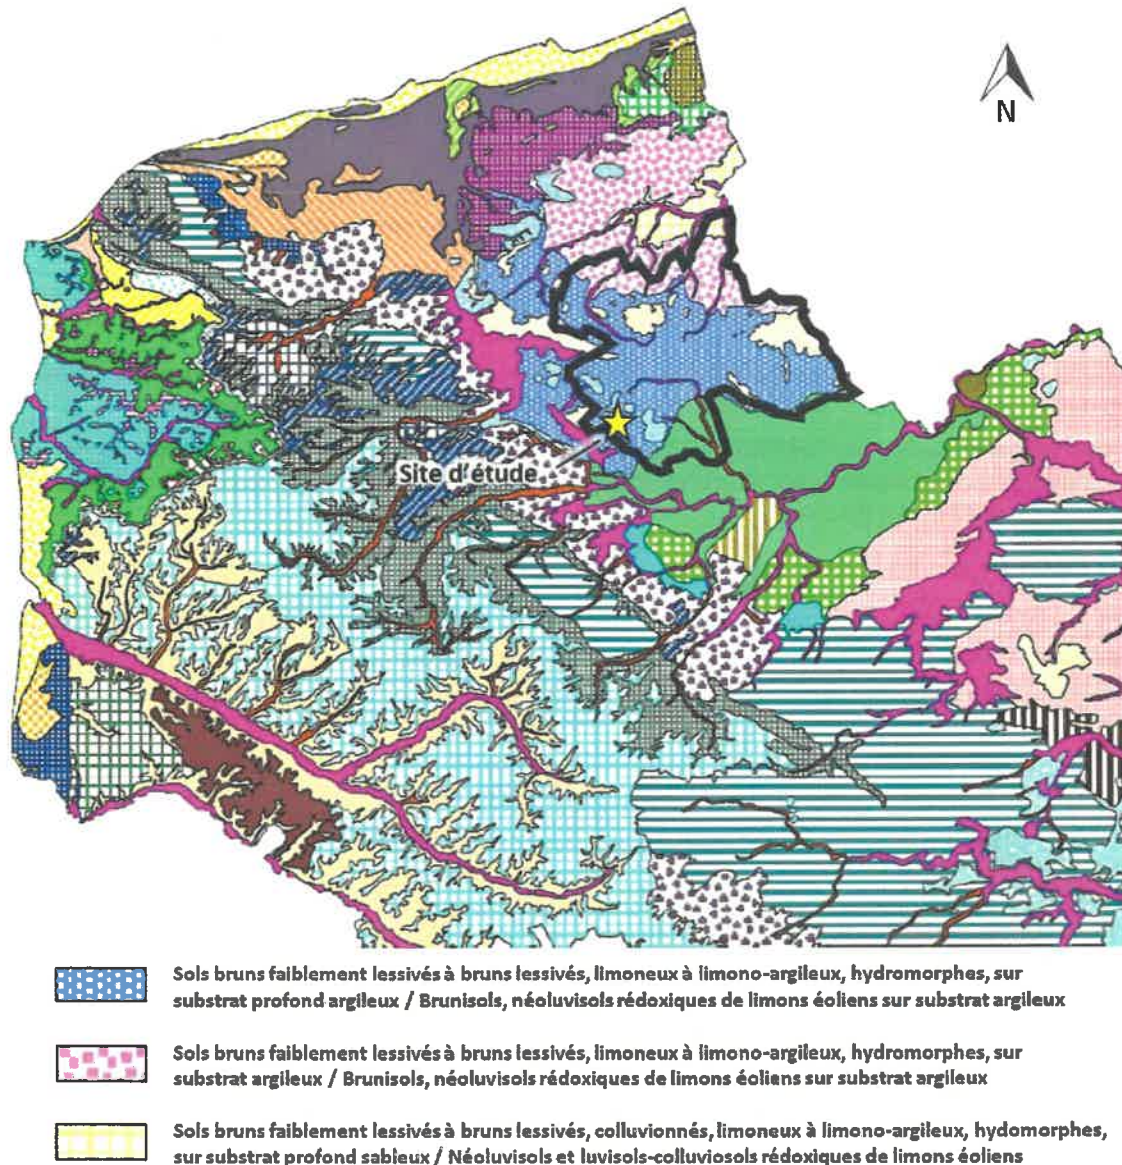 N
Site d'étude
Sols bruns faiblement lessivés à bruns lessivés, limoneux à limono-argileux, hydromorphes, sur
substrat profond argileux / Brunisols, néoluvisols rédoxiques de limons éoliens sur substrat argileux
Sols bruns faiblement lessivés à bruns lessivés, limoneux à limono-argileux, hydromorphes, sur
substrat argileux / Brunisols, néoluvisols rédoxiques de limons éoliens sur substrat argileux
Sols bruns faiblement lessivés à bruns lessivés, colluvionnés, limoneux à limono-argileux, hydomorphes,
sur substrat profond sableux / Néoluvisols et luvisols-colluviosols rédoxiques de limons éoliens